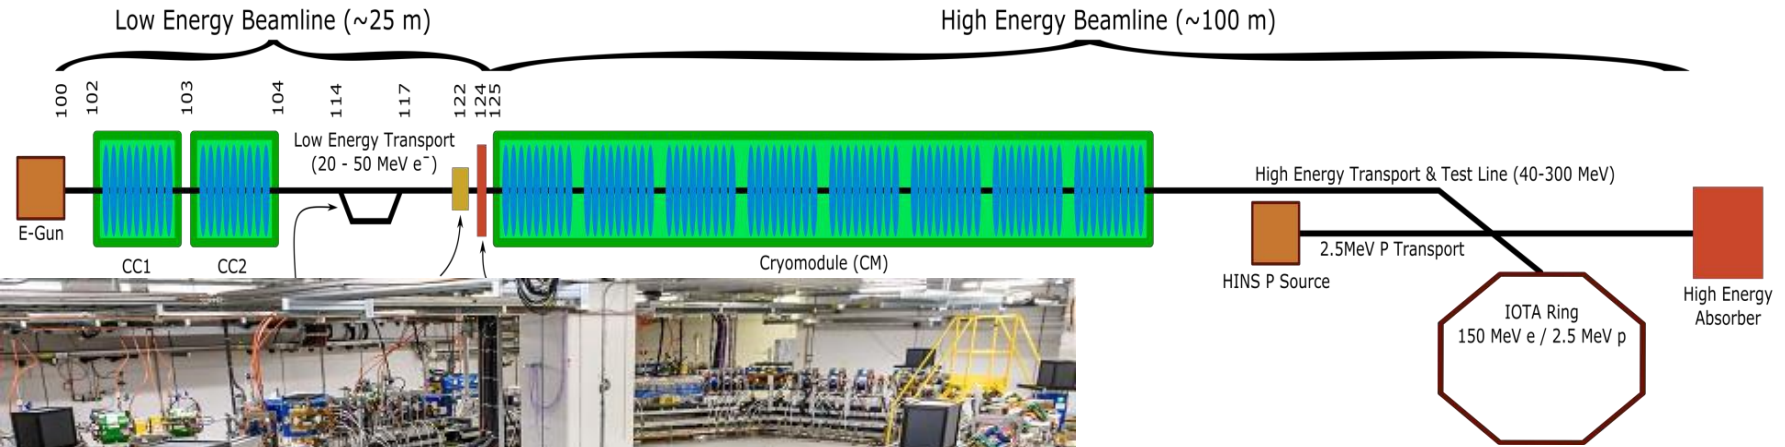 Low Energy Beamline (~25 m)
High Energy Beamline (~100 m)
100
102
103
104
114
117
122
124
125
Low Energy Transport
(20 - 50 MeV e⁻)
High Energy Transport & Test Line (40-300 MeV)
E-Gun
2.5MeV P Transport
CC1
CC2
Cryomodule (CM)
HINS P Source
High Energy
Absorber
IOTA Ring
150 MeV e / 2.5 MeV p